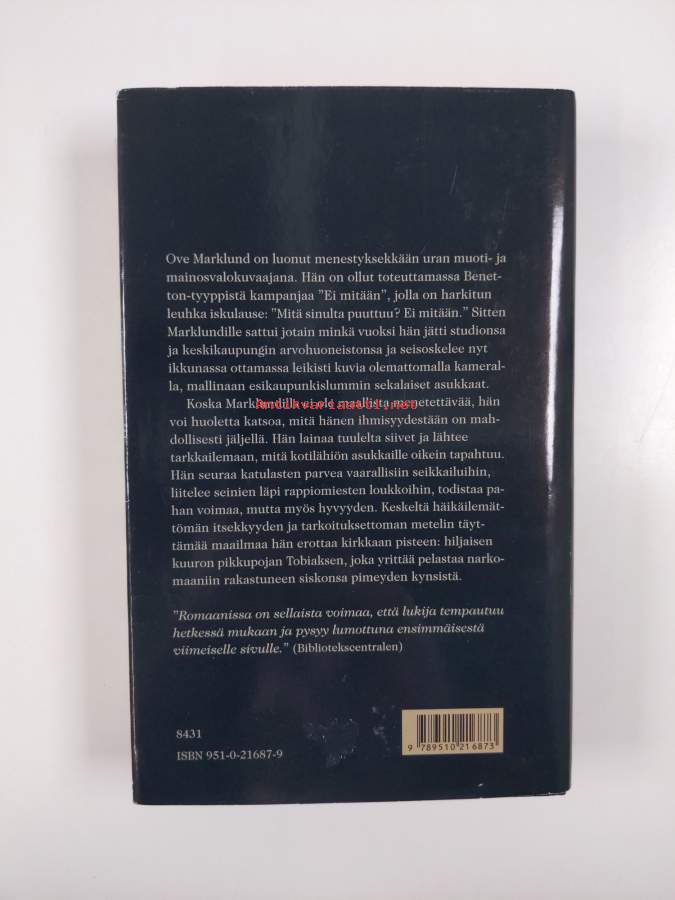 Ove Marklund on luonut menestyksekkään uran muoti- ja
mainosvalokuvaajana. Hän on ollut toteuttamassa Benet-
ton-tyyppistä kampanjaa ”Ei mitään”, jolla on harkitun
leuhka iskulause: ”Mitä sinulta puuttuu? Ei mitään.” Sitten
Marklundille sattui jotain minkä vuoksi hän jätti studionsa
ja keskikaupungin arvohuoneistonsa ja seisoskelee nyt
ikkunassa ottamassa leikisti kuvia olemattomalla kameral-
la, mallinaan esikaupunkislummin sekalaiset asukkaat.
Koska Marklundilla ei ole maallista menetettävää, hän
Antikvariaatti.net
voi huoletta katsoa, mitä hänen ihmisyydestään on mah-
dollisesti jäljellä. Hän lainaa tuulelta siivet ja lähtee
tarkkailemaan, mitä kotilähiön asukkaille oikein tapahtuu.
Hän seuraa katulasten parvea vaarallisiin seikkailuihin,
liitelee seinien läpi rappiomiesten loukkoihin, todistaa pa-
han voimaa, mutta myös hyvyyden. Keskeltä häikäilemät-
tömän itsekkyyden ja tarkoituksettoman metelin täyt-
tämää maailmaa hän erottaa kirkkaan pisteen: hiljaisen
kuuron pikkupojan Tobiaksen, joka yrittää pelastaa narko-
maaniin rakastuneen siskonsa pimeyden kynsistä.
”Romaanissa on sellaista voimaa, että lukija tempautuu
hetkessä mukaan ja pysyy lumottuna ensimmäisestä
viimeiselle sivulle.” (Bibliotekscentralen)
8431
ISBN 951-0-21687-9
9 789510 216873